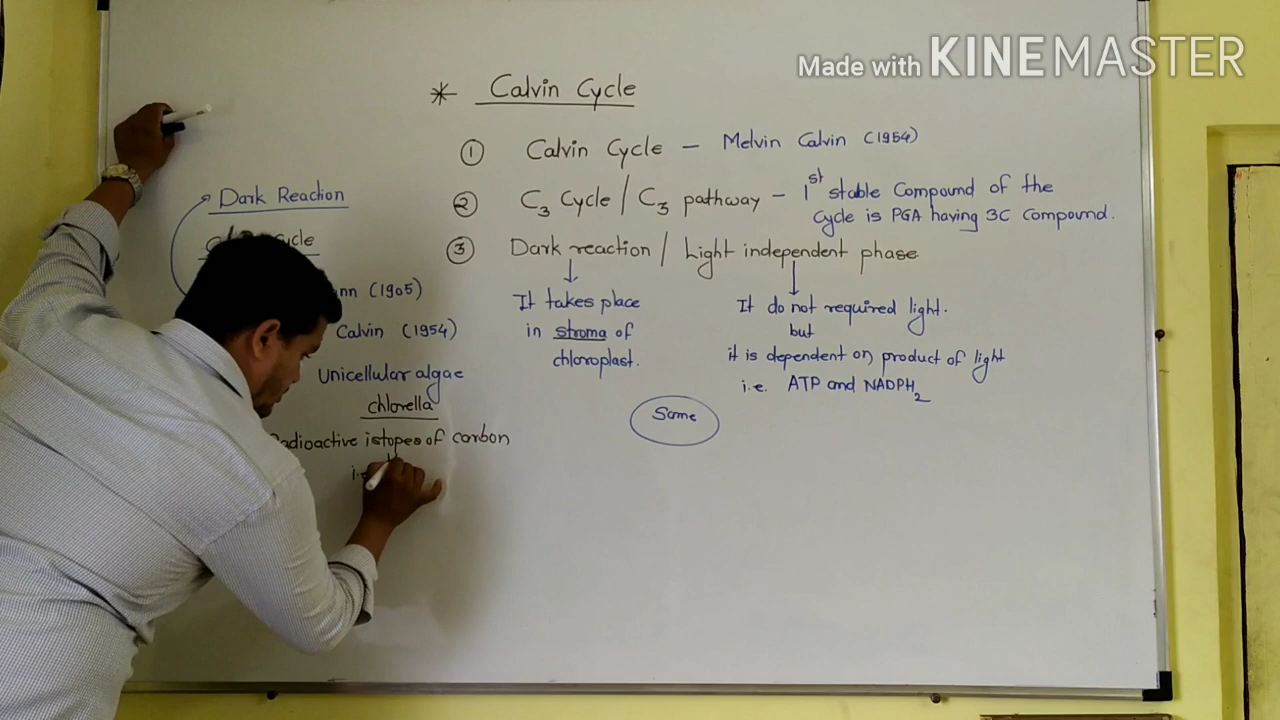 Made with KINEMASTER
* Calvin Cycle
① Calvin Cycle – Melvin Calvin (1954)
② C3 Cycle / C3 pathway – 1st stable Compound of the
Cycle is PGA having 3C compound.
③ Dark reaction / Light independent phase
It takes place
in stroma of
chloroplast.
It do not required light.
but
it is dependent on product of light
i.e. ATP and NADPH2
Same
Dark Reaction
(1905)
Calvin (1954)
Unicellular algae
chlorella
Radioactive istopes of carbon